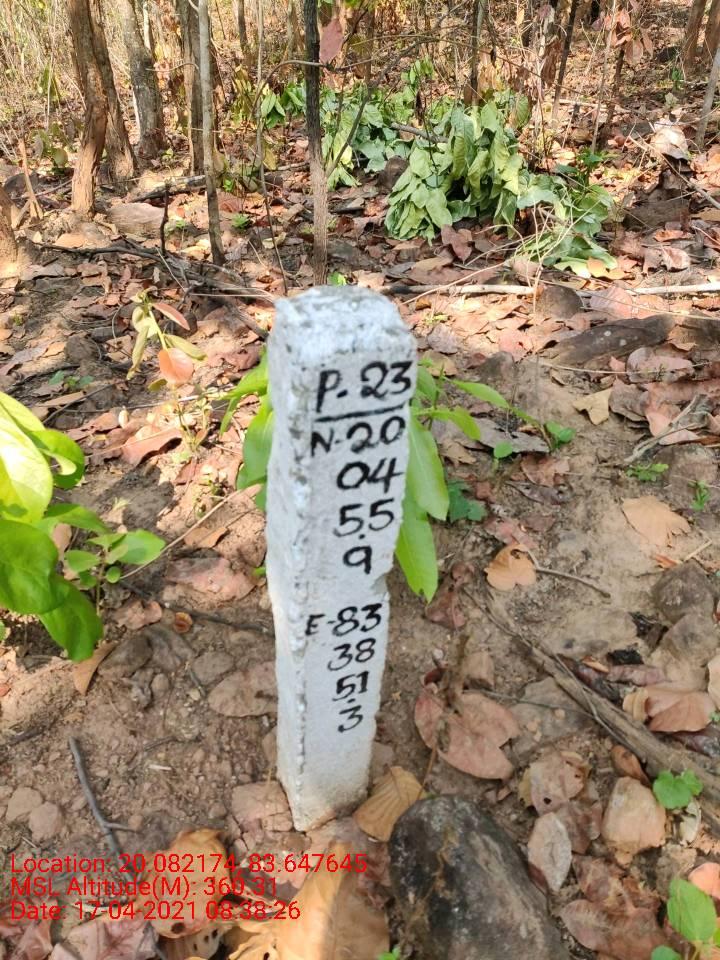 P-23
N-20
04
55
.9
E-83
38
51
.3
Location: 20.082174,83.647645
MSL Altitude(M): 360.31
Date: 17-04-2021 08:38:26